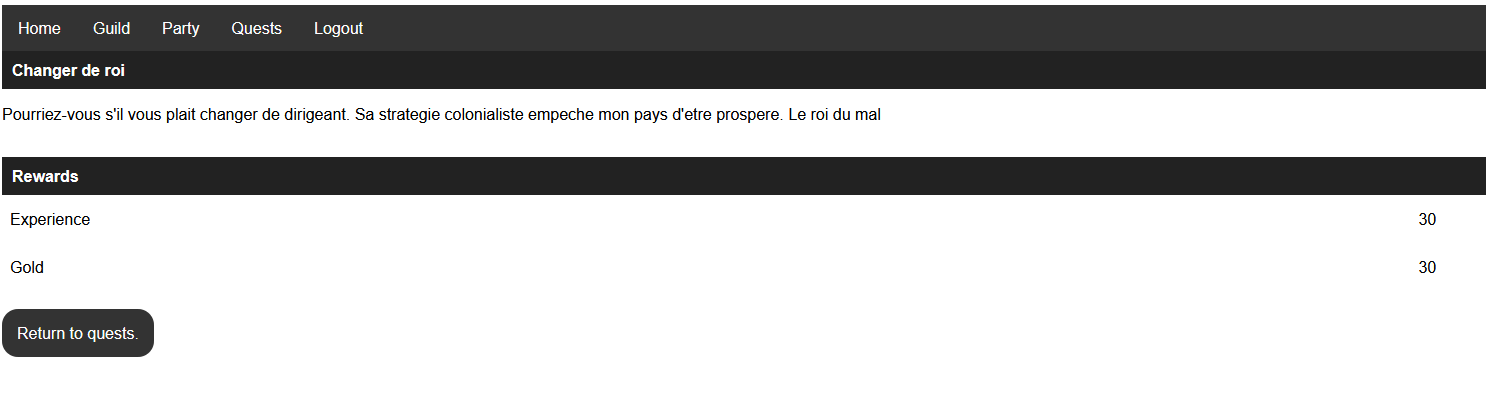 Home Guild Party Quests Logout
Changer de roi
Pourriez-vous s'il vous plait changer de dirigeant. Sa strategie colonialiste empeche mon pays d'etre prospere. Le roi du mal
Rewards
Experience 30
Gold 30
Return to quests.